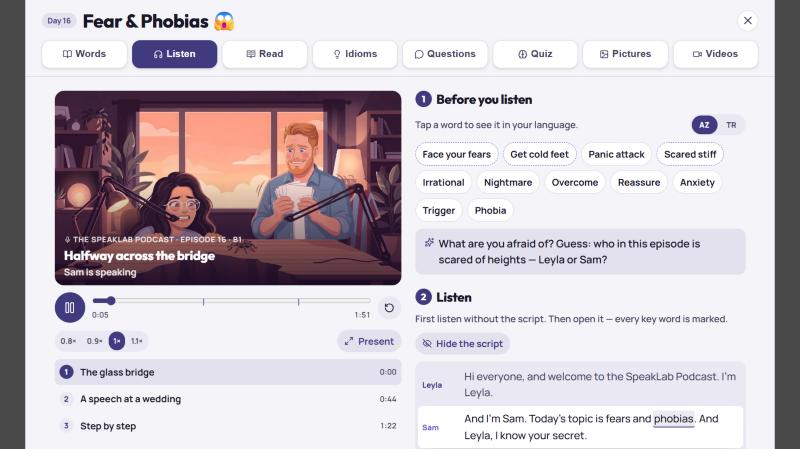 Day 16 Fear & Phobias
Words
Listen
Read
Idioms
Questions
Quiz
Pictures
Videos
THE SPEAKLAB PODCAST · EPISODE 16 · B1
Halfway across the bridge
Sam is speaking
0:05
1:51
0.8×
0.9×
1×
1.1×
Present
1 The glass bridge 0:00
2 A speech at a wedding 0:44
3 Step by step 1:22
1 Before you listen
Tap a word to see it in your language.
AZ TR
Face your fears
Get cold feet
Panic attack
Scared stiff
Irrational
Nightmare
Overcome
Reassure
Anxiety
Trigger
Phobia
What are you afraid of? Guess: who in this episode is
scared of heights — Leyla or Sam?
2 Listen
First listen without the script. Then open it — every key word is marked.
Hide the script
Leyla Hi everyone, and welcome to the SpeakLab Podcast. I'm
Leyla.
Sam And I'm Sam. Today's topic is fears and phobias. And
Leyla, I know your secret.